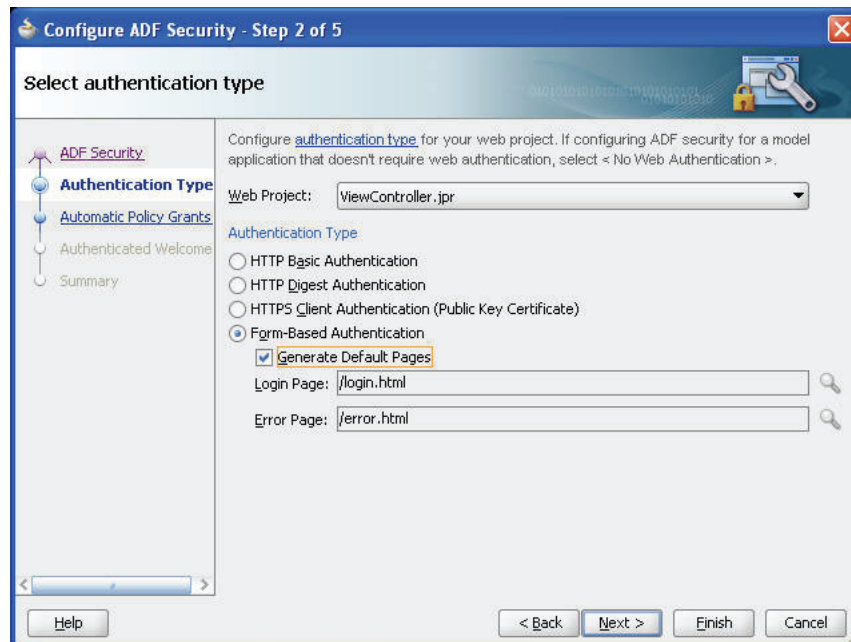 Configure ADF Security - Step 2 of 5
Select authentication type
ADF Security
Authentication Type
Automatic Policy Grants
Authenticated Welcome
Summary
Configure authentication type for your web project. If configuring ADF security for a model
application that doesn't require web authentication, select < No Web Authentication >.
Web Project: ViewController.jpr
Authentication Type
HTTP Basic Authentication
HTTP Digest Authentication
HTTPS Client Authentication (Public Key Certificate)
Form-Based Authentication
Generate Default Pages
Login Page: /login.html
Error Page: /error.html
Help
< Back
Next >
Finish
Cancel